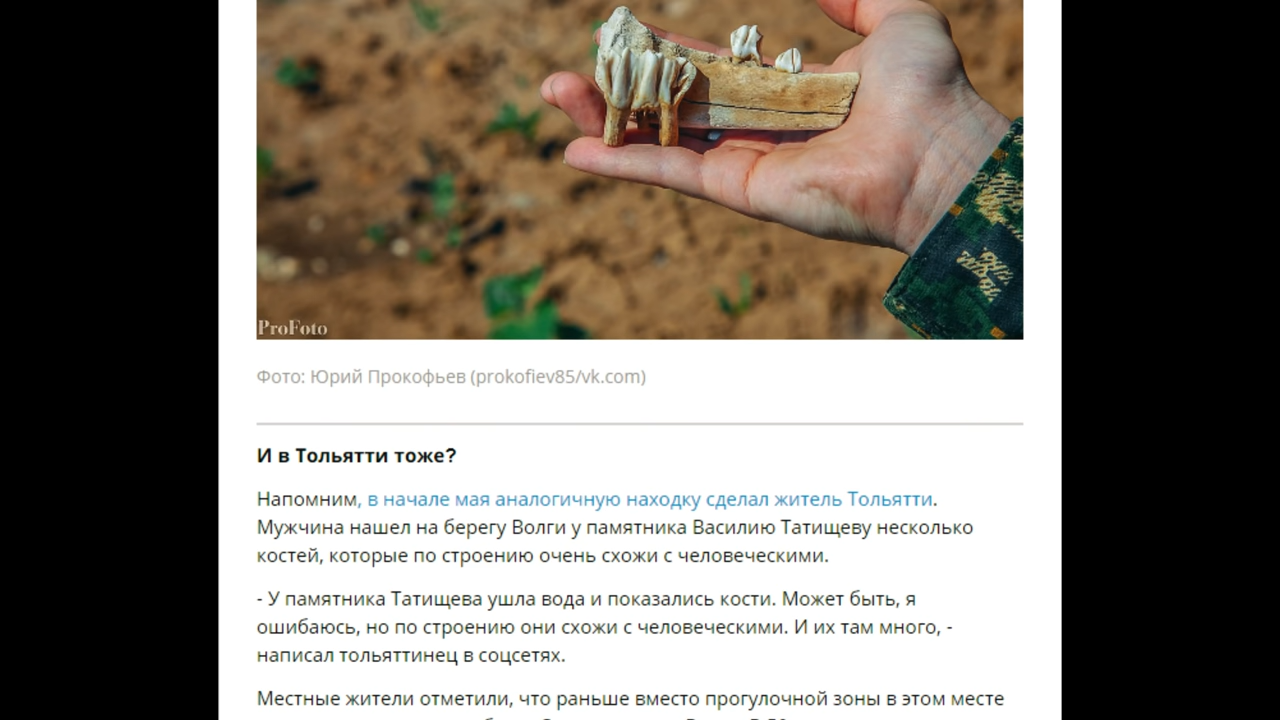 ProFoto
Фото: Юрий Прокофьев (prokofiev85/vk.com)
И в Тольятти тоже?
Напомним, в начале мая аналогичную находку сделал житель Тольятти.
Мужчина нашел на берегу Волги у памятника Василию Татищеву несколько
костей, которые по строению очень схожи с человеческими.
- У памятника Татищева ушла вода и показались кости. Может быть, я
ошибаюсь, но по строению они схожи с человеческими. И их там много, -
написал тольяттинец в соцсетях.
Местные жители отметили, что раньше вместо прогулочной зоны в этом месте